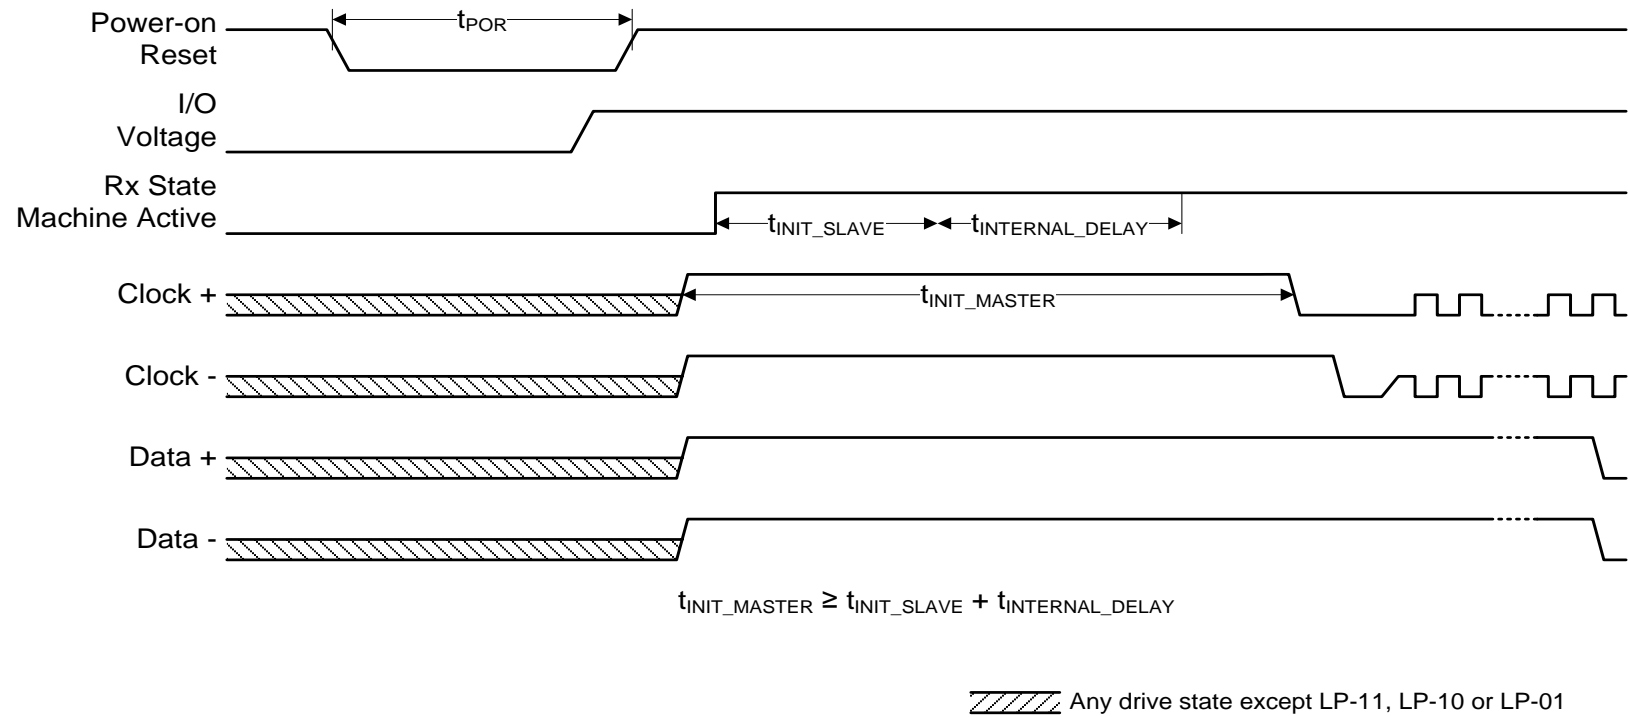 Power-on
Reset
tPOR
I/O
Voltage
Rx State
Machine Active
tINIT_SLAVE
tINTERNAL_DELAY
Clock +
tINIT_MASTER
Clock -
Data +
Data -
tINIT_MASTER ≥ tINIT_SLAVE + tINTERNAL_DELAY
Any drive state except LP-11, LP-10 or LP-01